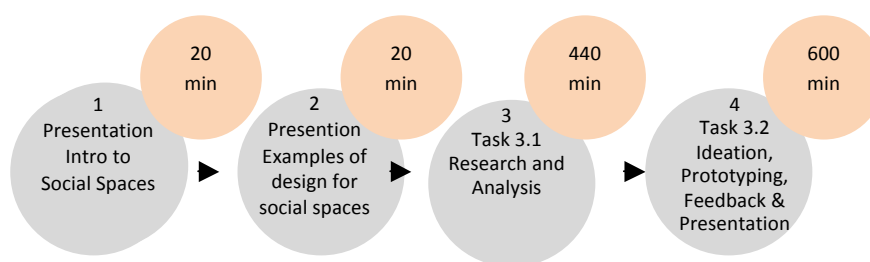 20
min
1
Presentation
Intro to
Social Spaces
20
min
2
Presention
Examples of
design for
social spaces
440
min
3
Task 3.1
Research and
Analysis
600
min
4
Task 3.2
Ideation,
Prototyping,
Feedback &
Presentation